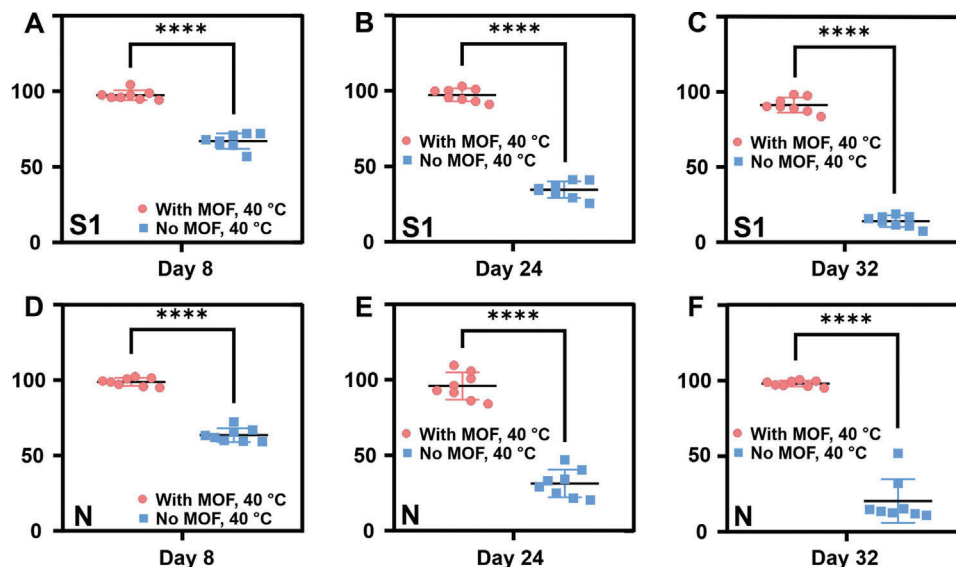 A
****
100
50
With MOF, 40 °C
No MOF, 40 °C
S1
0
Day 8
B
****
100
With MOF, 40 °C
No MOF, 40 °C
50
S1
0
Day 24
C
****
100
With MOF, 40 °C
No MOF, 40 °C
50
S1
0
Day 32
D
****
100
50
With MOF, 40 °C
No MOF, 40 °C
N
0
Day 8
E
****
100
With MOF, 40 °C
No MOF, 40 °C
50
N
0
Day 24
F
****
100
With MOF, 40 °C
No MOF, 40 °C
50
N
0
Day 32